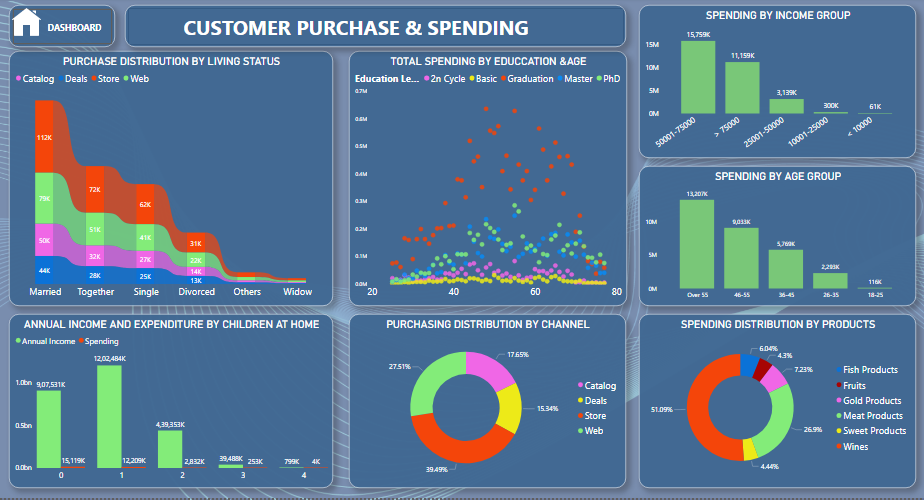 DASHBOARD
CUSTOMER PURCHASE & SPENDING
PURCHASE DISTRIBUTION BY LIVING STATUS
Catalog Deals Store Web
112K
79K
50K
44K
72K
51K
32K
28K
62K
41K
27K
25K
31K
22K
14K
13K
Married Together Single Divorced Others Widow
TOTAL SPENDING BY EDUCCATION &AGE
Education Le... 2n Cycle Basic Graduation Master PhD
0.7M
0.6M
0.5M
0.4M
0.3M
0.2M
0.1M
0.0M
20 40 60 80
SPENDING BY INCOME GROUP
15M
10M
5M
0M
15,759K
11,159K
3,139K
300K
61K
50001-75000
> 75000
25001-50000
10001-25000
< 10000
SPENDING BY AGE GROUP
10M
5M
0M
13,207K
9,033K
5,769K
2,293K
116K
Over 55 46-55 36-45 26-35 18-25
ANNUAL INCOME AND EXPENDITURE BY CHILDREN AT HOME
Annual Income Spending
1.0bn
0.5bn
0.0bn
9,07,531K
15,119K
12,02,484K
12,209K
4,39,353K
2,832K
39,488K
253K
799K
4K
0 1 2 3 4
PURCHASING DISTRIBUTION BY CHANNEL
17.65%
15.34%
39.49%
27.51%
Catalog
Deals
Store
Web
SPENDING DISTRIBUTION BY PRODUCTS
6.04%
4.3%
7.23%
26.9%
4.44%
51.09%
Fish Products
Fruits
Gold Products
Meat Products
Sweet Products
Wines